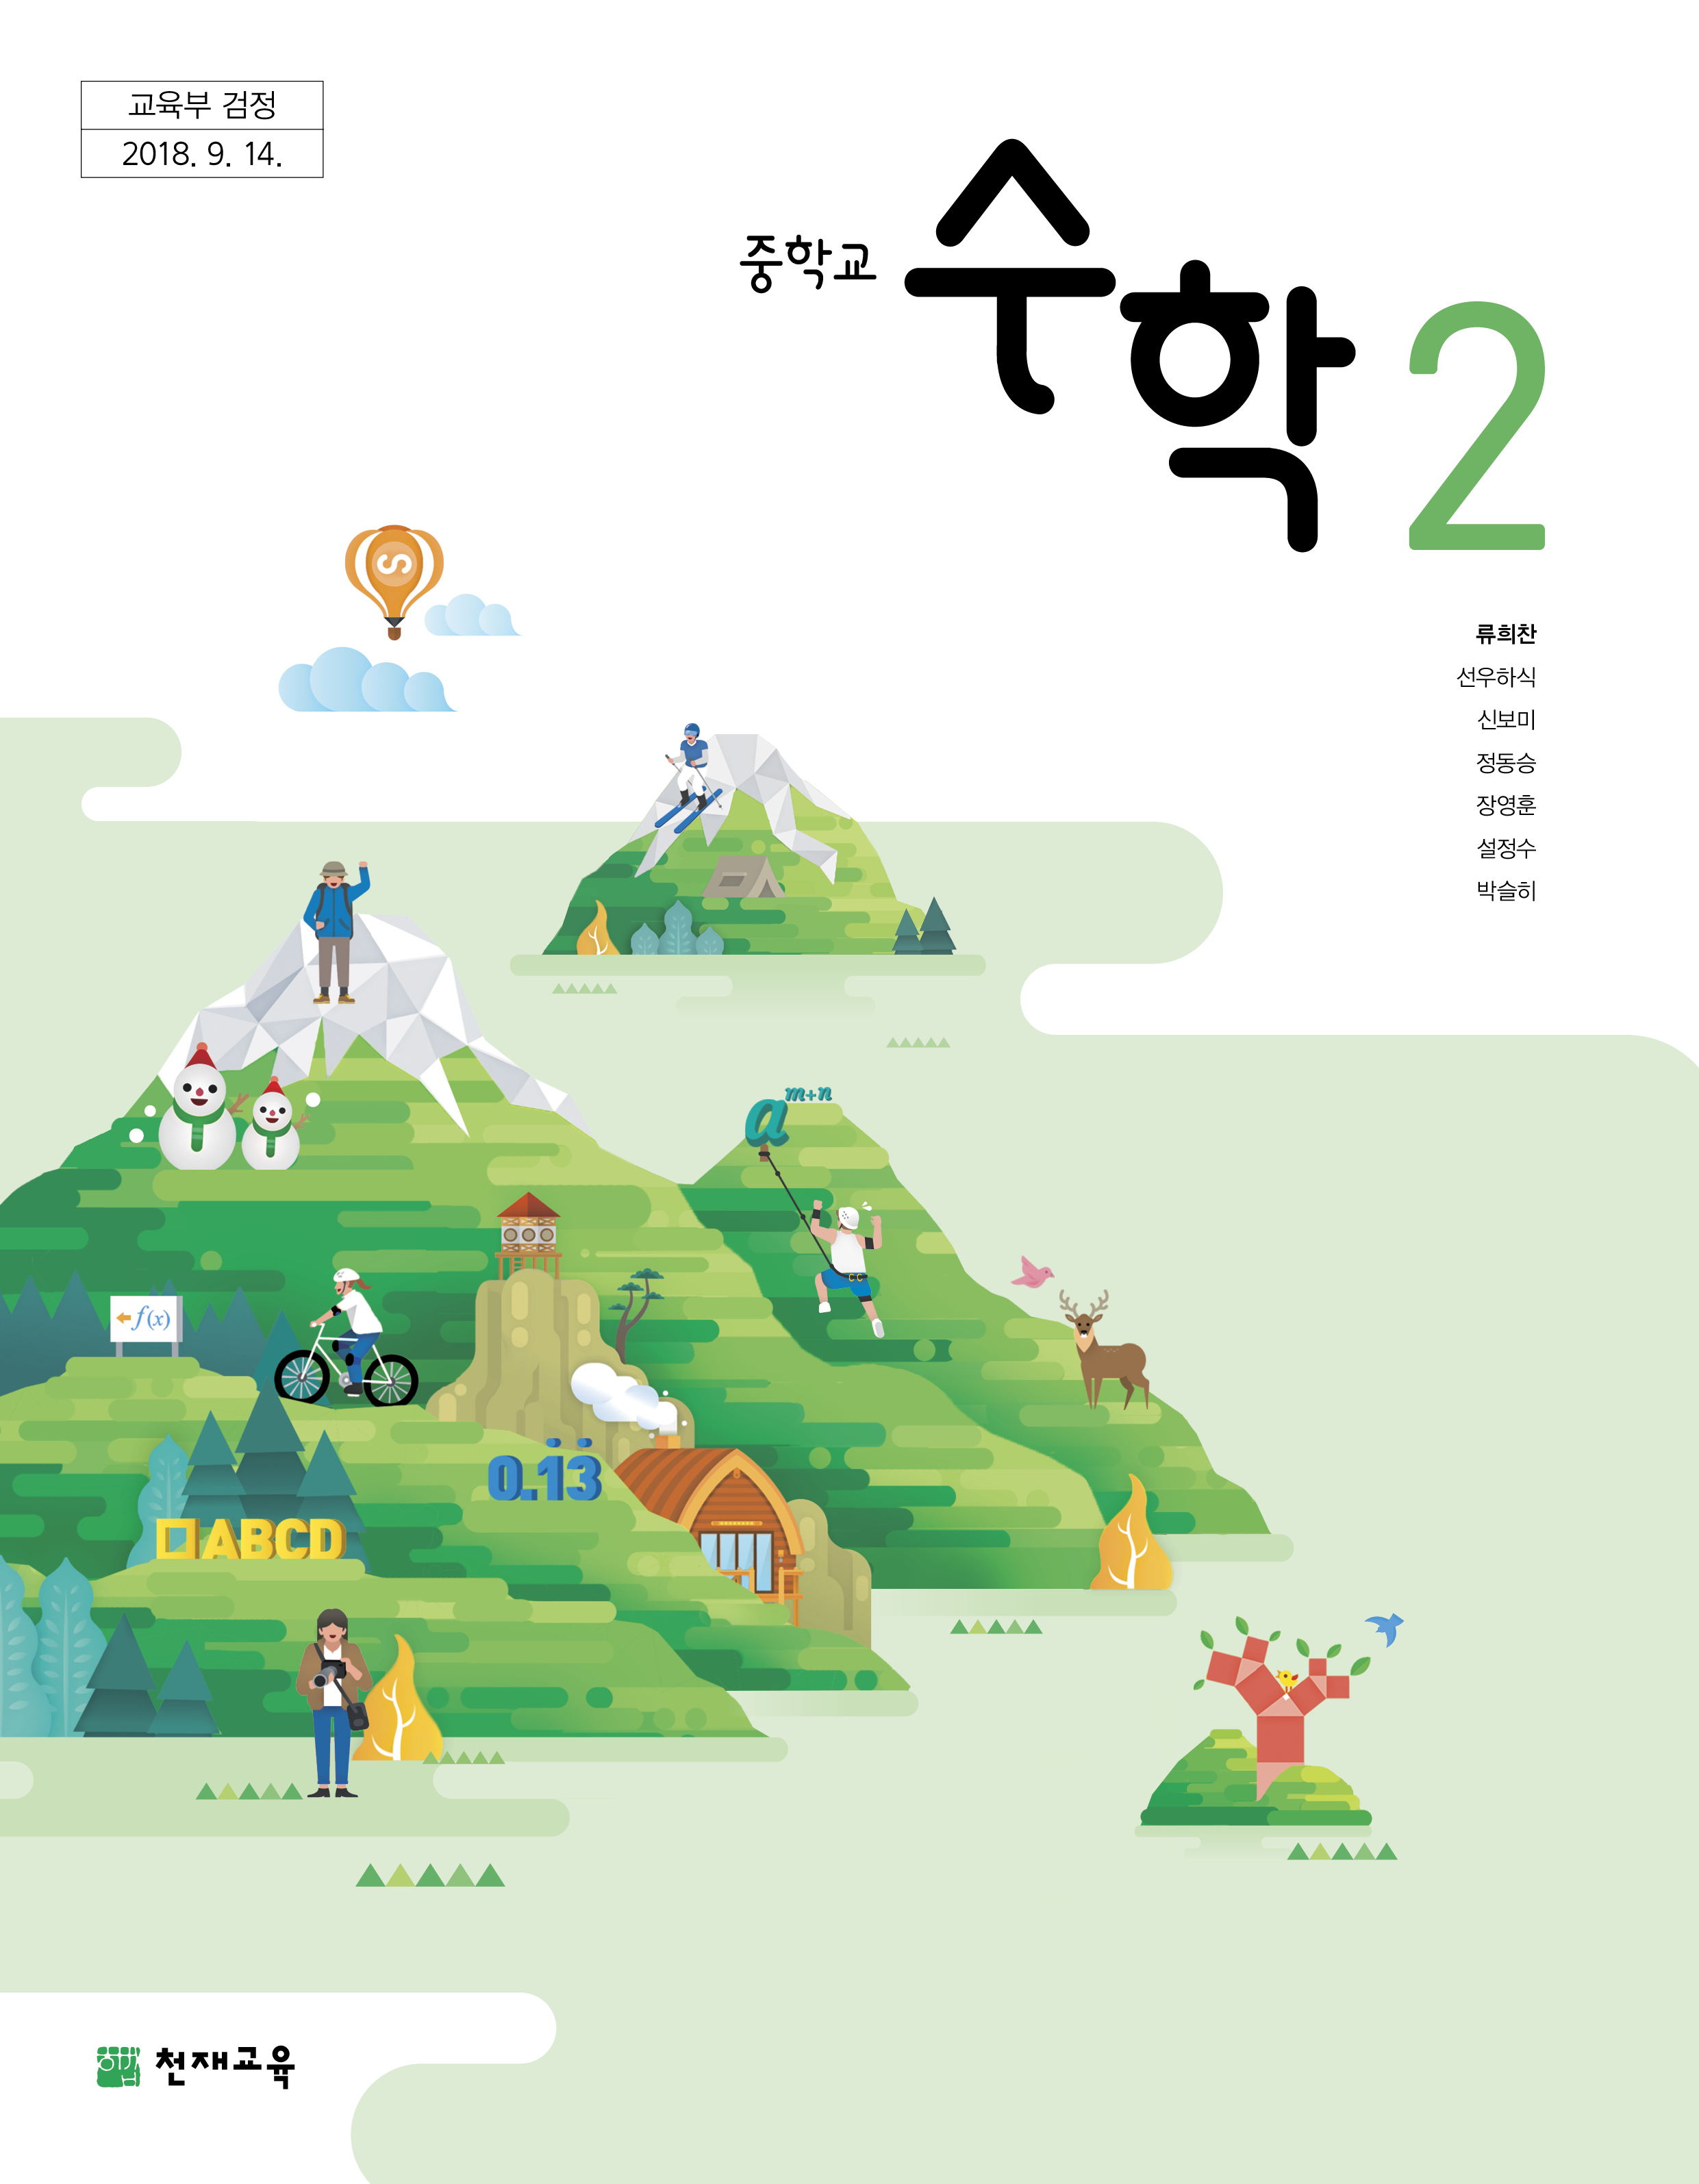 교육부 검정
2018. 9. 14.
중학교 수학 2
류희찬
선우하식
신보미
정동승
장영훈
설정수
박슬히
S
a^{m+n}
f(x)
0.1̇3̇
□ABCD
천재교육